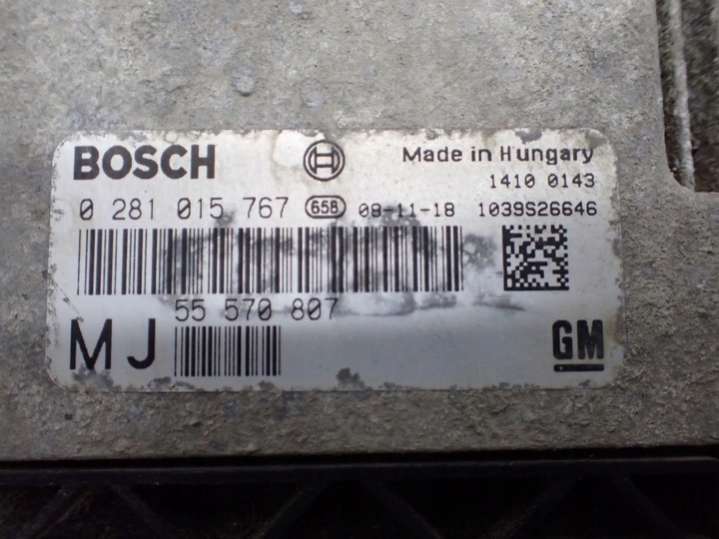 BOSCH Made in Hungary
1410 0143
0 281 015 767 65B 08-11-18 1039S26646
55 570 807
MJ GM